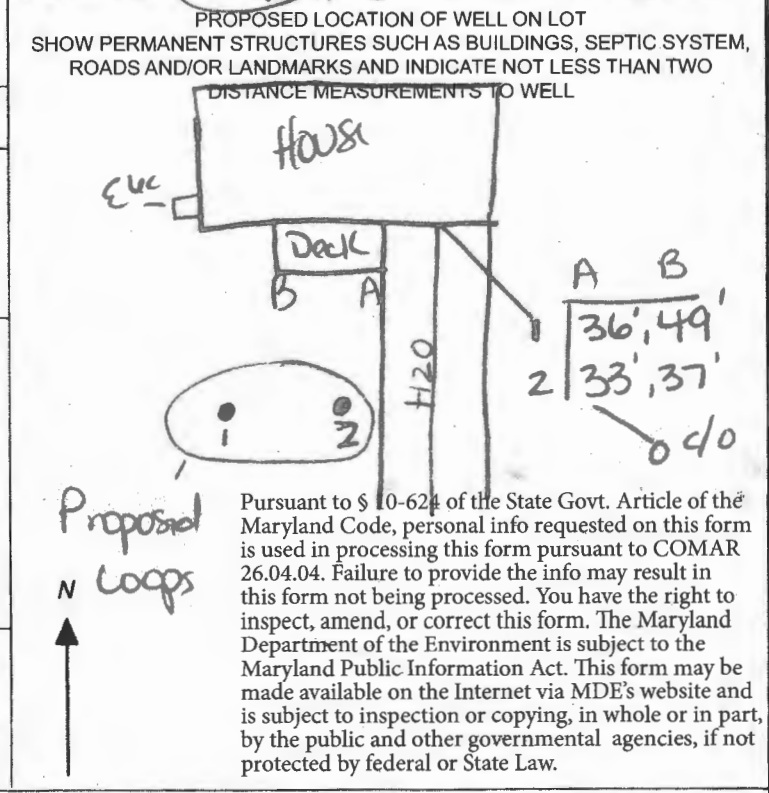 PROPOSED LOCATION OF WELL ON LOT
SHOW PERMANENT STRUCTURES SUCH AS BUILDINGS, SEPTIC SYSTEM,
ROADS AND/OR LANDMARKS AND INDICATE NOT LESS THAN TWO
DISTANCE MEASUREMENTS TO WELL
House
Deck
B A
A B
1 36', 49'
2 33', 37'
H20
c/o
1 2
Proposed
Loops
N
Pursuant to § 10-624 of the State Govt. Article of the
Maryland Code, personal info requested on this form
is used in processing this form pursuant to COMAR
26.04.04. Failure to provide the info may result in
this form not being processed. You have the right to
inspect, amend, or correct this form. The Maryland
Department of the Environment is subject to the
Maryland Public Information Act. This form may be
made available on the Internet via MDE's website and
is subject to inspection or copying, in whole or in part,
by the public and other governmental agencies, if not
protected by federal or State Law.